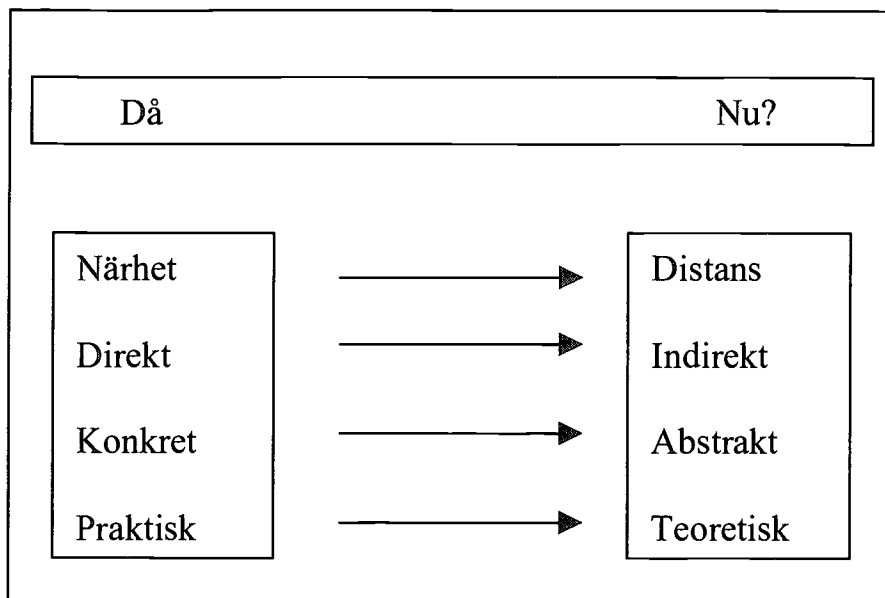 Då Nu?
Närhet Distans
Direkt Indirekt
Konkret Abstrakt
Praktisk Teoretisk